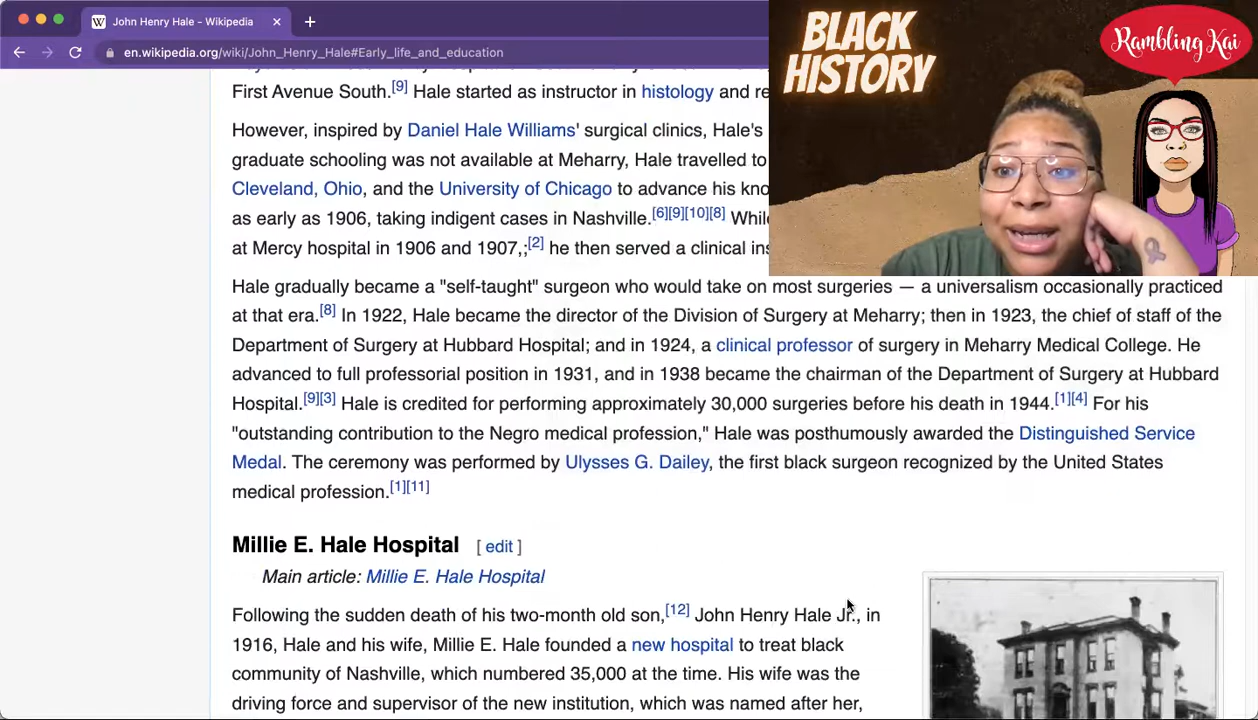 John Henry Hale - Wikipedia
en.wikipedia.org/wiki/John_Henry_Hale#Early_life_and_education
BLACK
HISTORY
Rambling Kai
First Avenue South.[9] Hale started as instructor in histology and re
However, inspired by Daniel Hale Williams' surgical clinics, Hale's
graduate schooling was not available at Meharry, Hale travelled to
Cleveland, Ohio, and the University of Chicago to advance his kno
as early as 1906, taking indigent cases in Nashville.[6][9][10][8] While
at Mercy hospital in 1906 and 1907,;[2] he then served a clinical ins
Hale gradually became a "self-taught" surgeon who would take on most surgeries — a universalism occasionally practiced
at that era.[8] In 1922, Hale became the director of the Division of Surgery at Meharry; then in 1923, the chief of staff of the
Department of Surgery at Hubbard Hospital; and in 1924, a clinical professor of surgery in Meharry Medical College. He
advanced to full professorial position in 1931, and in 1938 became the chairman of the Department of Surgery at Hubbard
Hospital.[9][3] Hale is credited for performing approximately 30,000 surgeries before his death in 1944.[1][4] For his
"outstanding contribution to the Negro medical profession," Hale was posthumously awarded the Distinguished Service
Medal. The ceremony was performed by Ulysses G. Dailey, the first black surgeon recognized by the United States
medical profession.[1][11]
Millie E. Hale Hospital [ edit ]
Main article: Millie E. Hale Hospital
Following the sudden death of his two-month old son,[12] John Henry Hale Jr., in
1916, Hale and his wife, Millie E. Hale founded a new hospital to treat black
community of Nashville, which numbered 35,000 at the time. His wife was the
driving force and supervisor of the new institution, which was named after her,